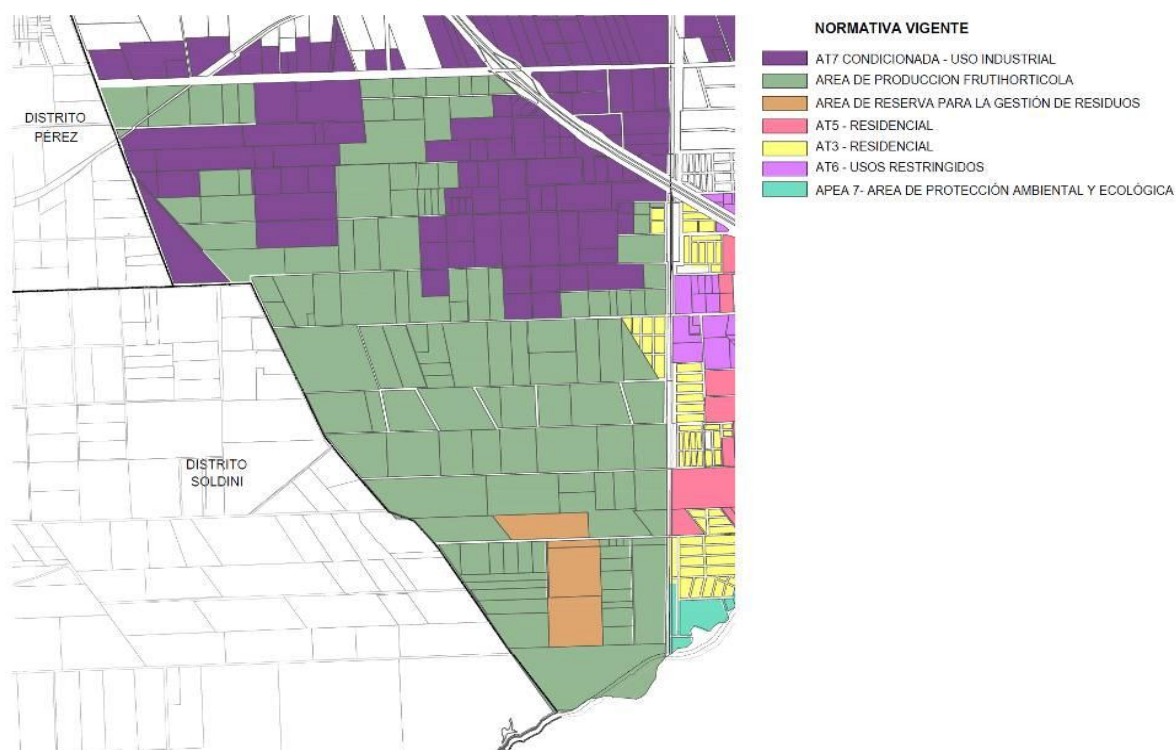 NORMATIVA VIGENTE
AT7 CONDICIONADA - USO INDUSTRIAL
AREA DE PRODUCCION FRUTIHORTICOLA
AREA DE RESERVA PARA LA GESTIÓN DE RESIDUOS
AT5 - RESIDENCIAL
AT3 - RESIDENCIAL
AT6 - USOS RESTRINGIDOS
APEA 7- AREA DE PROTECCIÓN AMBIENTAL Y ECOLÓGICA
DISTRITO
PÉREZ
DISTRITO
SOLDINI